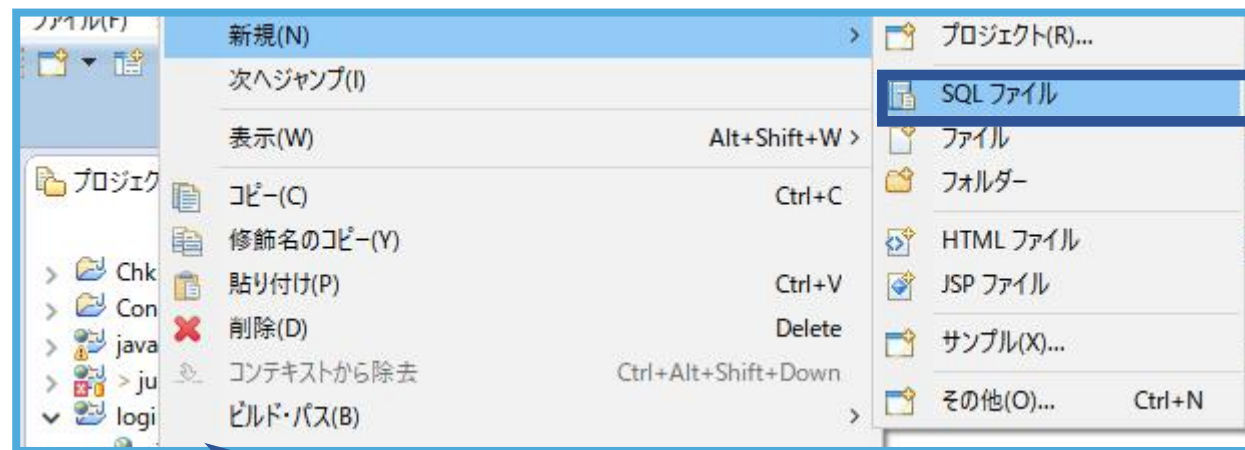 ファイル(F)
新規(N)
プロジェクト(R)...
次へジャンプ(I)
SQL ファイル
表示(W) Alt+Shift+W
ファイル
プロジェク
コピー(C) Ctrl+C
フォルダー
修飾名のコピー(Y)
HTML ファイル
Chk
貼り付け(P) Ctrl+V
JSP ファイル
Con
削除(D) Delete
サンプル(X)...
java
コンテキストから除去 Ctrl+Alt+Shift+Down
> ju
その他(O)... Ctrl+N
logi
ビルド・パス(B)